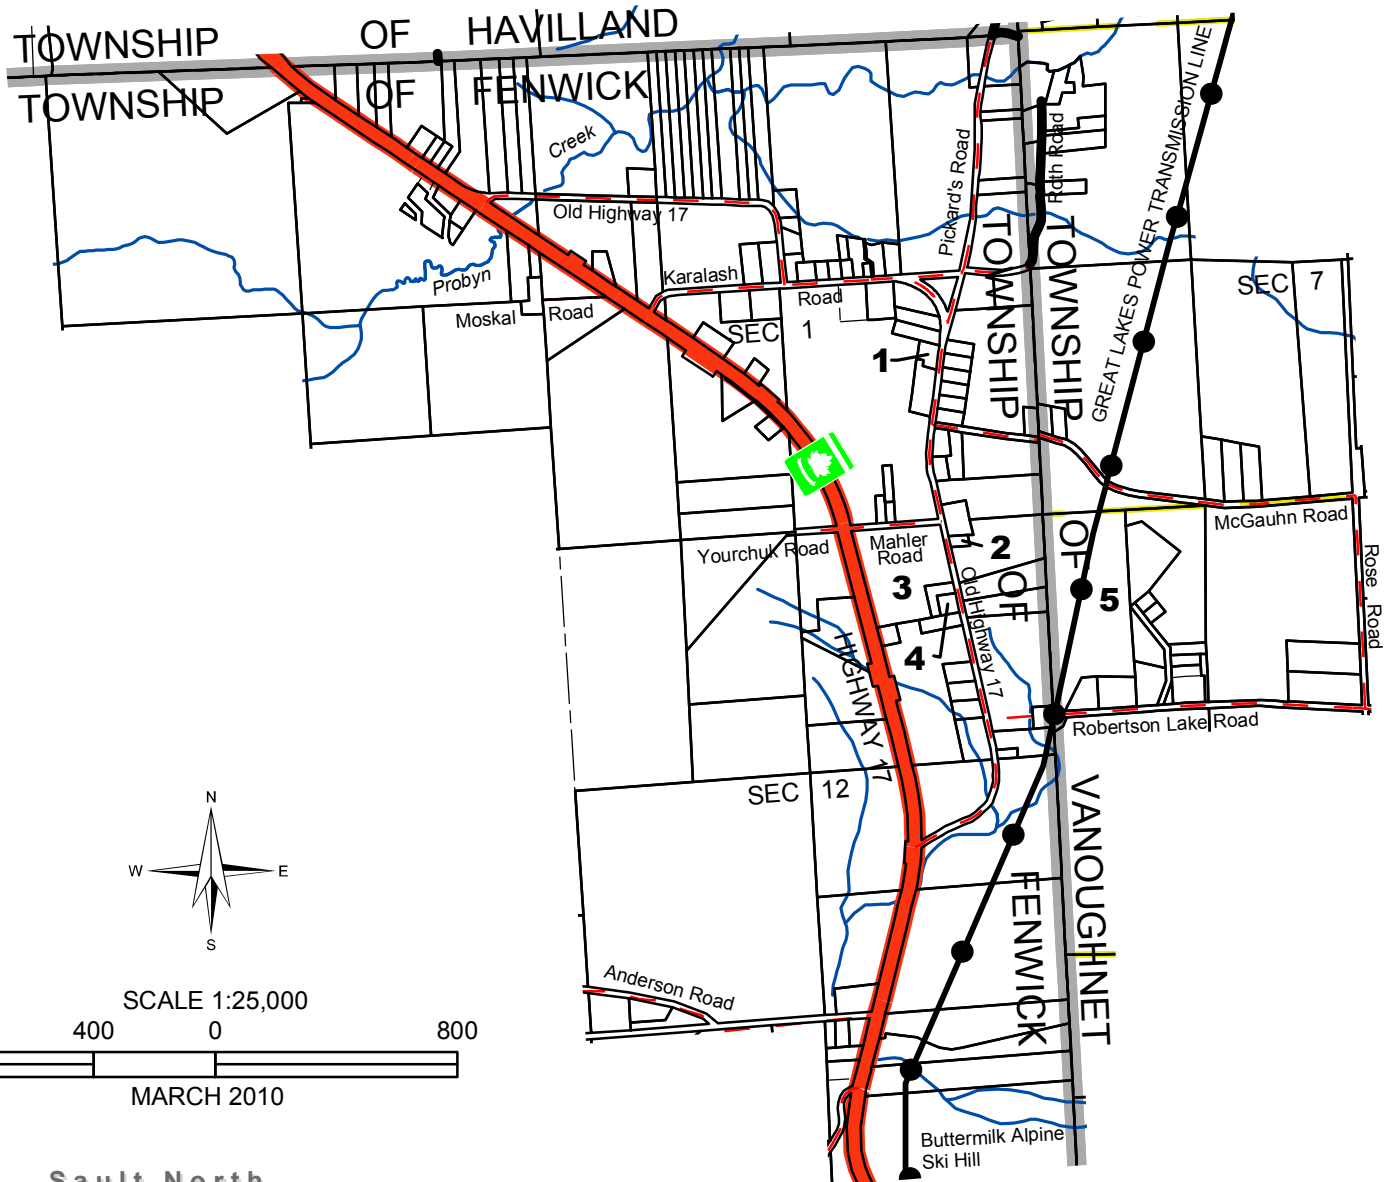 TOWNSHIP OF HAVILLAND
TOWNSHIP OF FENWICK
Creek
Old Highway 17
Pickard's Road
Roth Road
GREAT LAKES POWER TRANSMISSION LINE
Probyn
Karalash
Road
Moskal Road
SEC 1
SEC 7
1
TOWNSHIP OF FENWICK
TOWNSHIP OF VANOUGHNET
McGauhn Road
Yourchuk Road
Mahler
Road
2
3
4
5
Old Highway 17
Rose Road
HIGHWAY 17
Robertson Lake Road
SEC 12
N
W E
S
SCALE 1:25,000
400 0 800
MARCH 2010
Anderson Road
Buttermilk Alpine
Ski Hill
Sault North